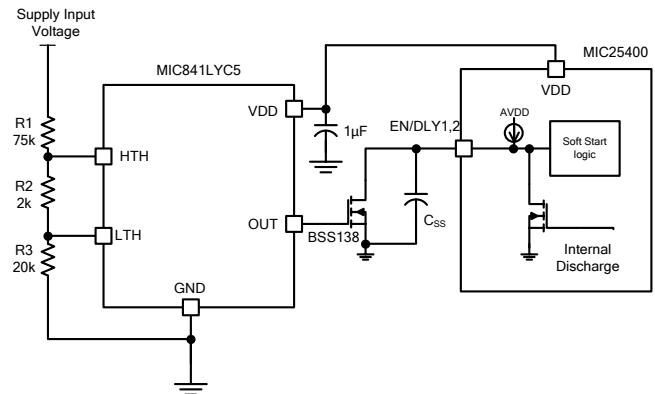 Supply Input
Voltage
MIC841LYC5
MIC25400
R1
75k
R2
2k
R3
20k
HTH
LTH
VDD
OUT
GND
1µF
EN/DLY1,2
BSS138
CSS
VDD
AVDD
Soft Start
logic
Internal
Discharge